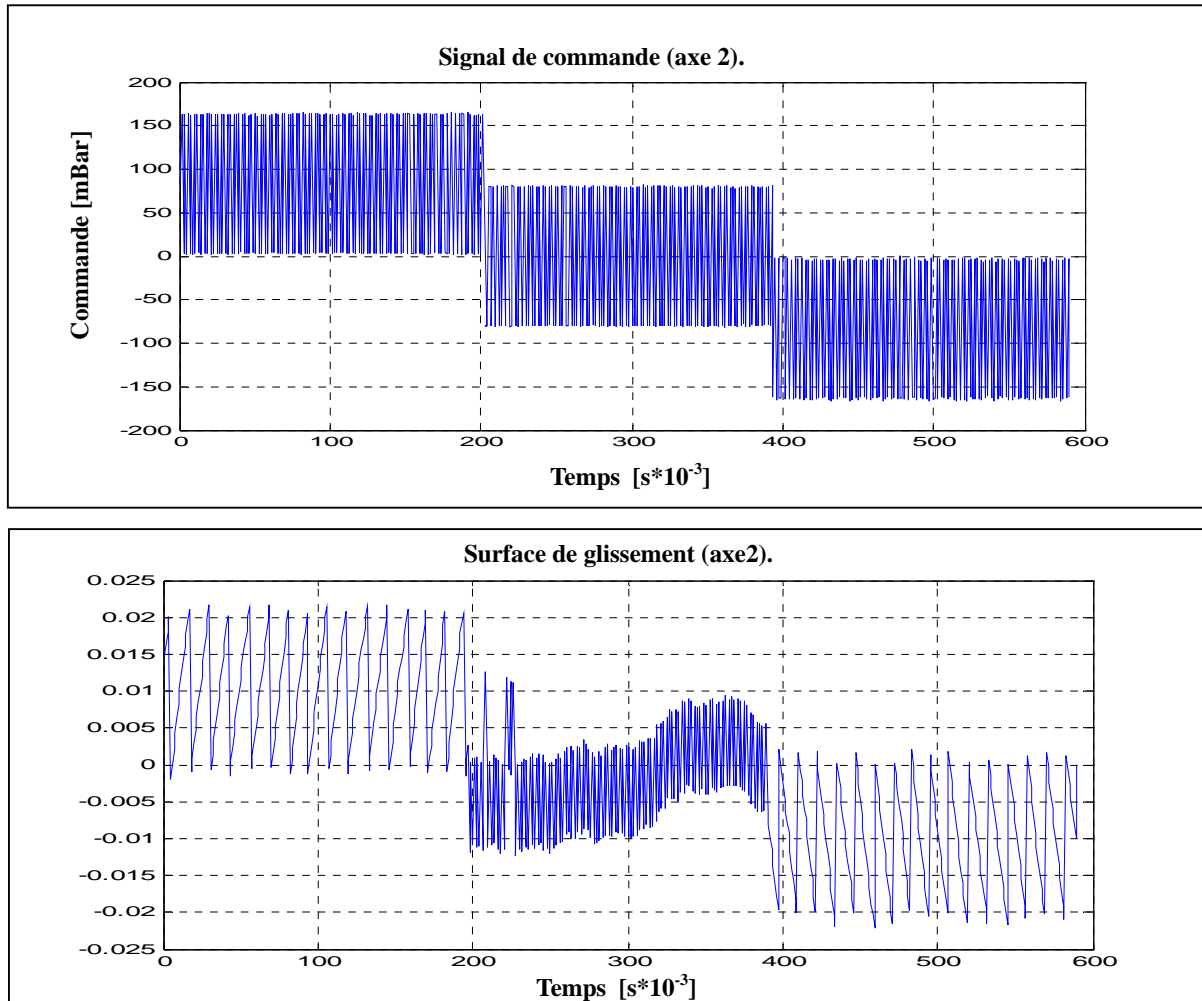 Signal de commande (axe 2).
Commande [mBar]
200
150
100
50
0
-50
-100
-150
-200
0 100 200 300 400 500 600
Temps [s*10-3]
Surface de glissement (axe2).
0.025
0.02
0.015
0.01
0.005
0
-0.005
-0.01
-0.015
-0.02
-0.025
0 100 200 300 400 500 600
Temps [s*10-3]